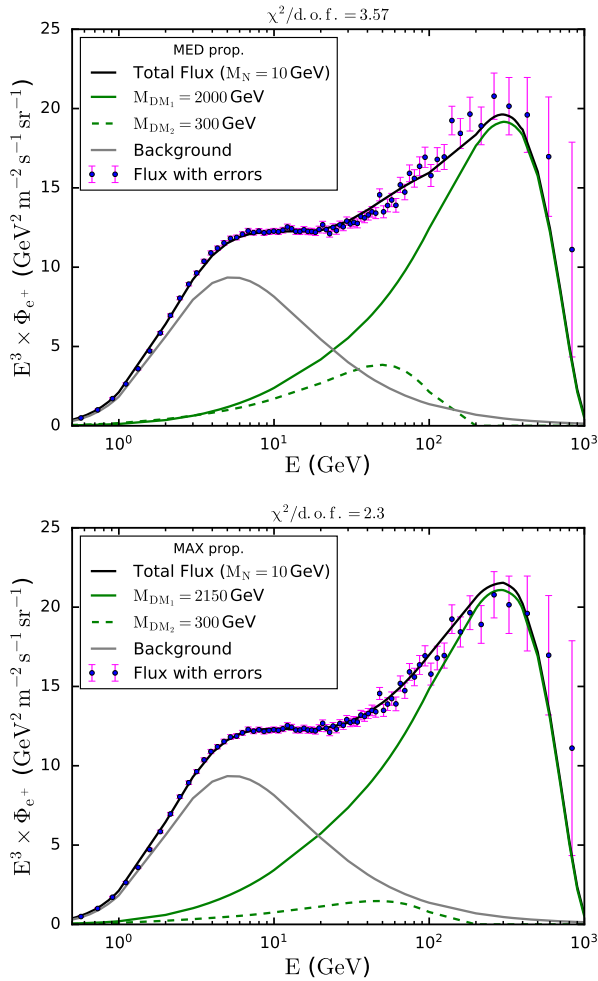 χ²/d.o.f. = 3.57
25
20
15
10
5
0
E³ × Φₑ₊ (GeV² m⁻² s⁻¹ sr⁻¹)
MED prop.
Total Flux (M_N = 10 GeV)
M_DM₁ = 2000 GeV
M_DM₂ = 300 GeV
Background
Flux with errors
10⁰ 10¹ 10² 10³
E (GeV)
χ²/d.o.f. = 2.3
25
20
15
10
5
0
E³ × Φₑ₊ (GeV² m⁻² s⁻¹ sr⁻¹)
MAX prop.
Total Flux (M_N = 10 GeV)
M_DM₁ = 2150 GeV
M_DM₂ = 300 GeV
Background
Flux with errors
10⁰ 10¹ 10² 10³
E (GeV)